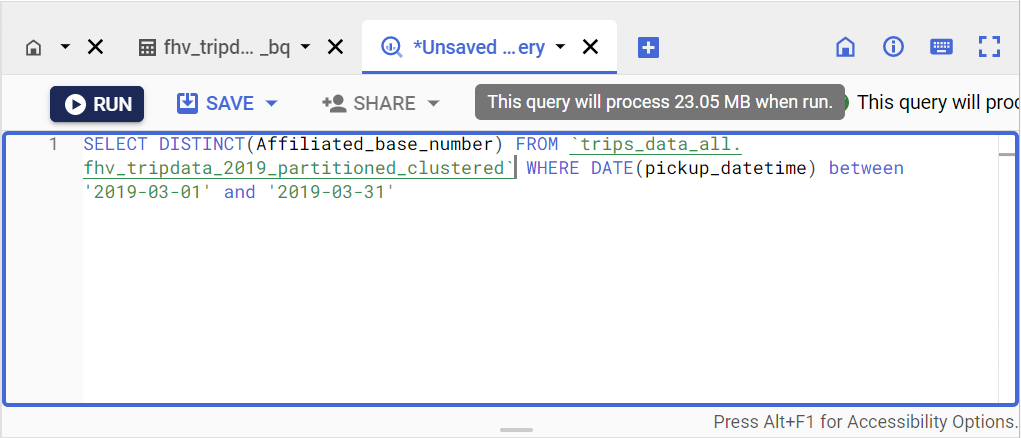 fhv_tripd... _bq
*Unsaved ...ery
RUN
SAVE
SHARE
This query will process 23.05 MB when run.
This query will proc
1
SELECT DISTINCT(Affiliated_base_number) FROM `trips_data_all.
fhv_tripdata_2019_partitioned_clustered` WHERE DATE(pickup_datetime) between
'2019-03-01' and '2019-03-31'
Press Alt+F1 for Accessibility Options.